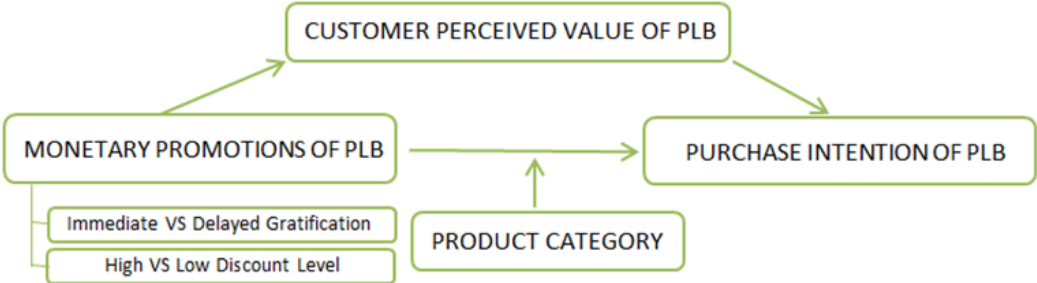 CUSTOMER PERCEIVED VALUE OF PLB
MONETARY PROMOTIONS OF PLB
PURCHASE INTENTION OF PLB
Immediate VS Delayed Gratification
High VS Low Discount Level
PRODUCT CATEGORY